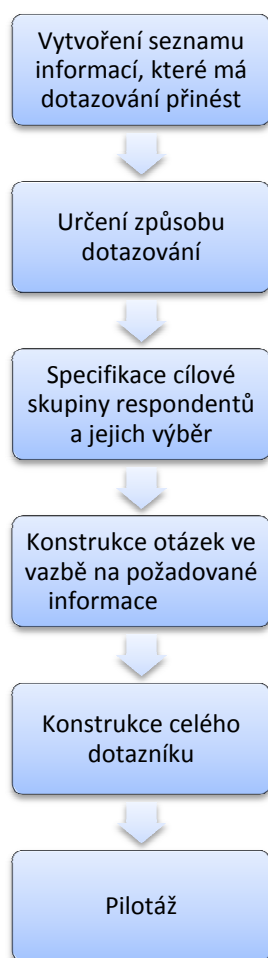 Vytvoření seznamu
informací, které má
dotazování přinést
Určení způsobu
dotazování
Specifikace cílové
skupiny respondentů
a jejich výběr
Konstrukce otázek ve
vazbě na požadované
informace
Konstrukce celého
dotazníku
Pilotáž